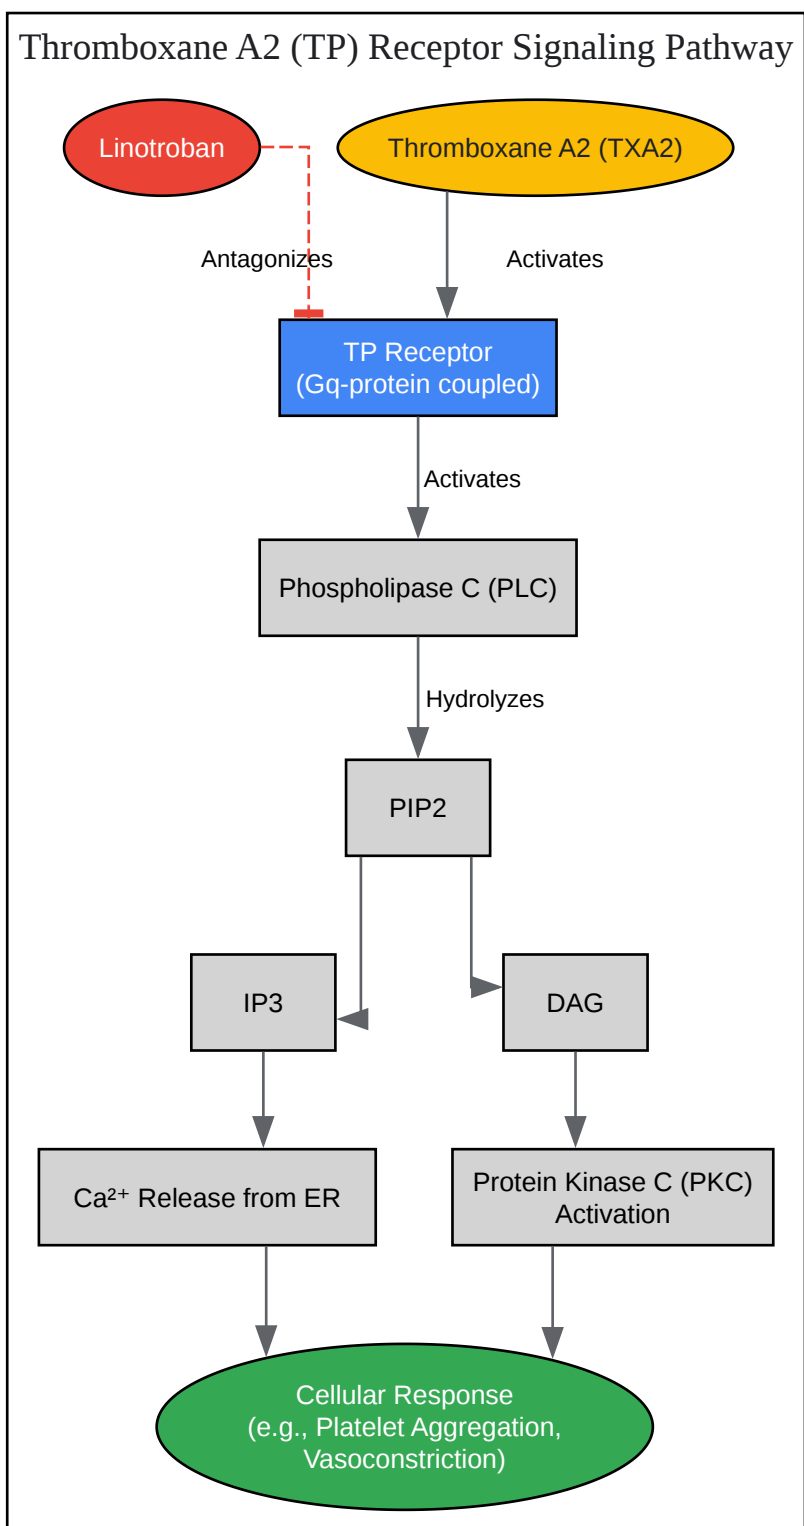 Thromboxane A2 (TP) Receptor Signaling Pathway
Linotroban
Thromboxane A2 (TXA2)
Antagonizes
Activates
TP Receptor
(Gq-protein coupled)
Activates
Phospholipase C (PLC)
Hydrolyzes
PIP2
IP3
DAG
Ca²⁺ Release from ER
Protein Kinase C (PKC)
Activation
Cellular Response
(e.g., Platelet Aggregation,
Vasoconstriction)